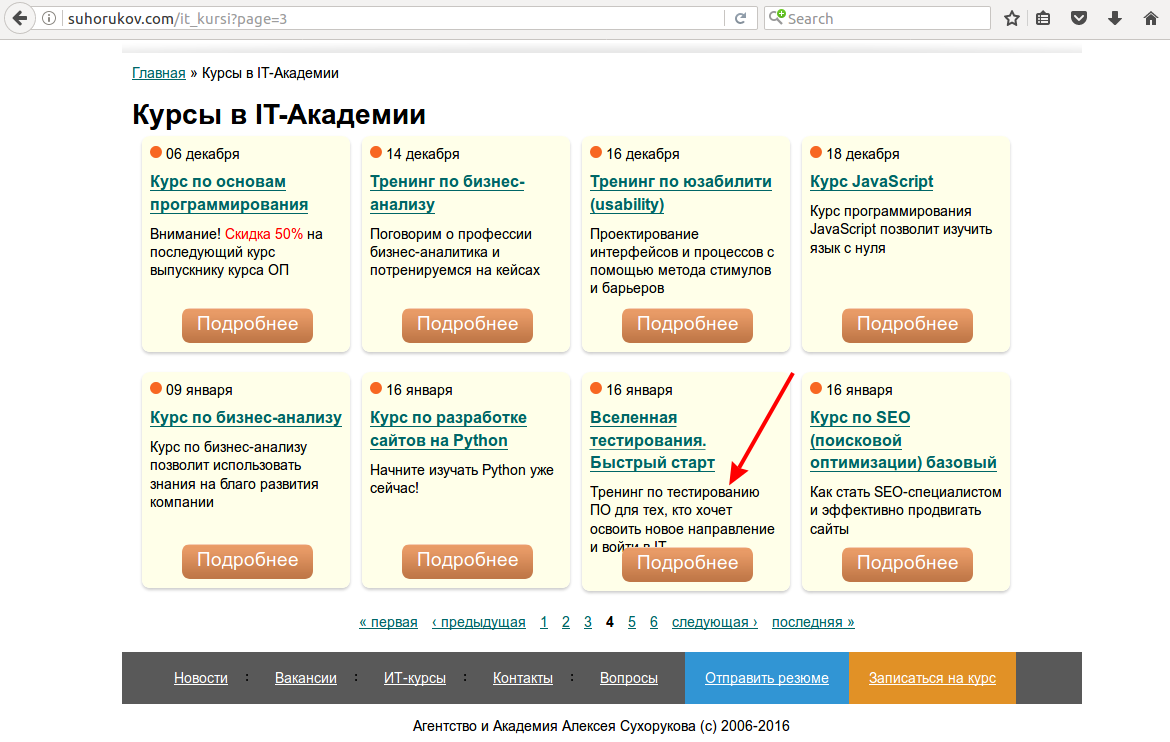 suhorukov.com/it_kursi?page=3
Search
Главная » Курсы в IT-Академии
Курсы в IT-Академии
06 декабря
Курс по основам
программирования
Внимание! Скидка 50% на
последующий курс
выпускнику курса ОП
Подробнее
14 декабря
Тренинг по бизнес-
анализу
Поговорим о профессии
бизнес-аналитика и
потренируемся на кейсах
Подробнее
16 декабря
Тренинг по юзабилити
(usability)
Проектирование
интерфейсов и процессов с
помощью метода стимулов
и барьеров
Подробнее
18 декабря
Курс JavaScript
Курс программирования
JavaScript позволит изучить
язык с нуля
Подробнее
09 января
Курс по бизнес-анализу
Курс по бизнес-анализу
позволит использовать
знания на благо развития
компании
Подробнее
16 января
Курс по разработке
сайтов на Python
Начните изучать Python уже
сейчас!
Подробнее
16 января
Вселенная
тестирования.
Быстрый старт
Тренинг по тестированию
ПО для тех, кто хочет
освоить новое направление
и войти в IT
Подробнее
16 января
Курс по SEO
(поисковой
оптимизации) базовый
Как стать SEO-специалистом
и эффективно продвигать
сайты
Подробнее
« первая ‹ предыдущая 1 2 3 4 5 6 следующая › последняя »
Новости : Вакансии : ИТ-курсы : Контакты : Вопросы Отправить резюме Записаться на курс
Агентство и Академия Алексея Сухорукова (с) 2006-2016